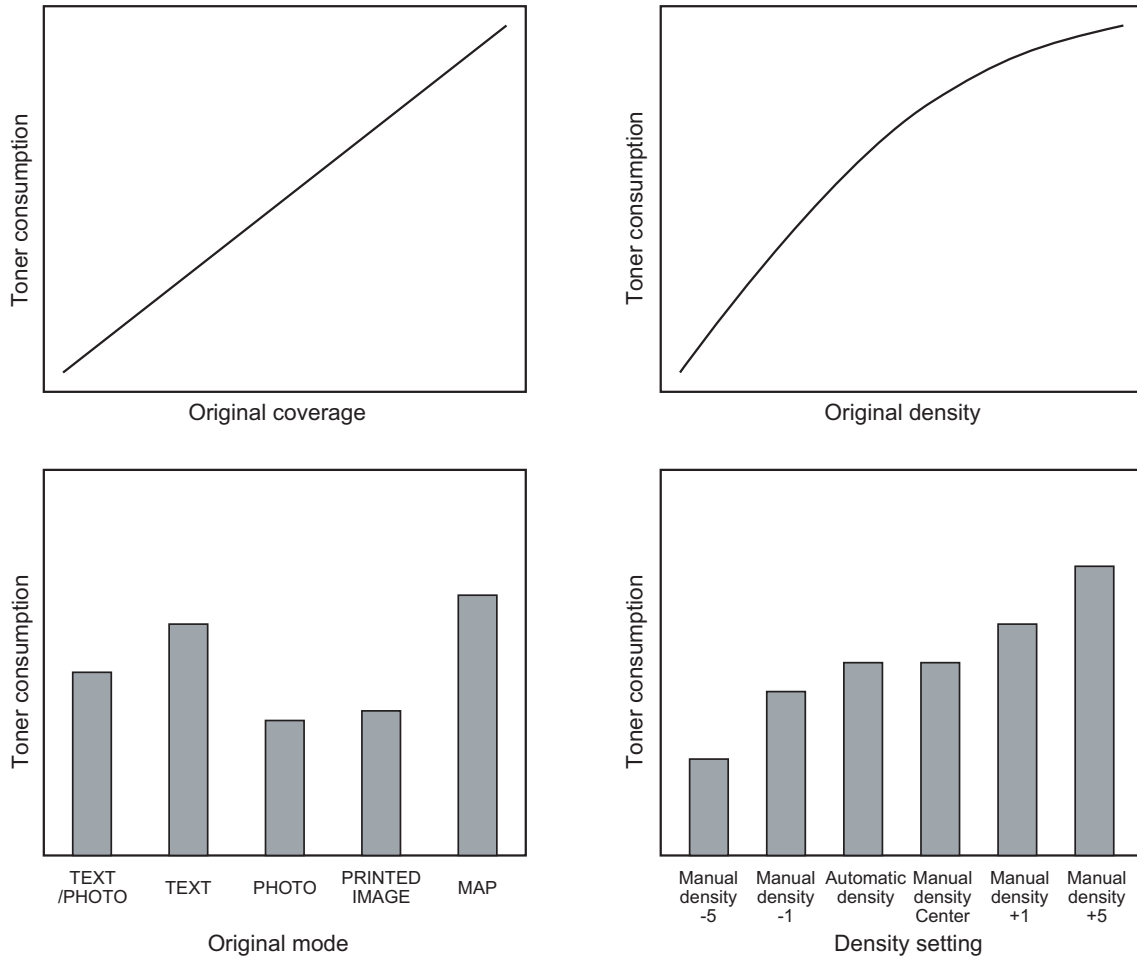 Toner consumption
Original coverage
Toner consumption
Original density
Toner consumption
TEXT
/PHOTO
TEXT
PHOTO
PRINTED
IMAGE
MAP
Original mode
Toner consumption
Manual
density
-5
Manual
density
-1
Automatic
density
Manual
density
Center
Manual
density
+1
Manual
density
+5
Density setting